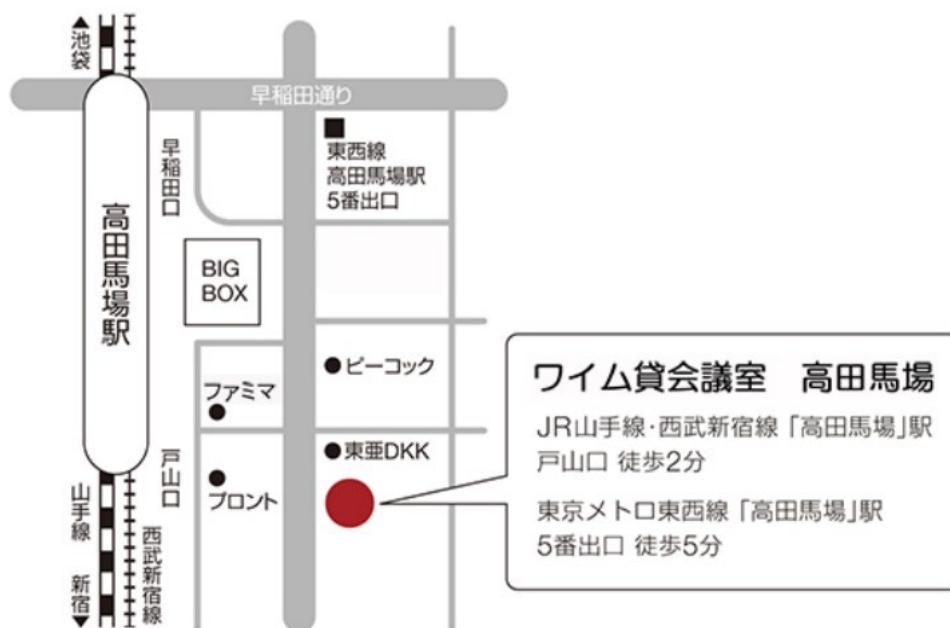 ▲池袋
早稲田通り
早稲田口
東西線
高田馬場駅
5番出口
高田馬場駅
BIG
BOX
ピーコック
ファミマ
ワイム貸会議室 高田馬場
JR山手線・西武新宿線「高田馬場」駅
戸山口 徒歩2分
東京メトロ東西線「高田馬場」駅
5番出口 徒歩5分
東亜DKK
戸山口
プロント
山手線
新宿▼
西武新宿線